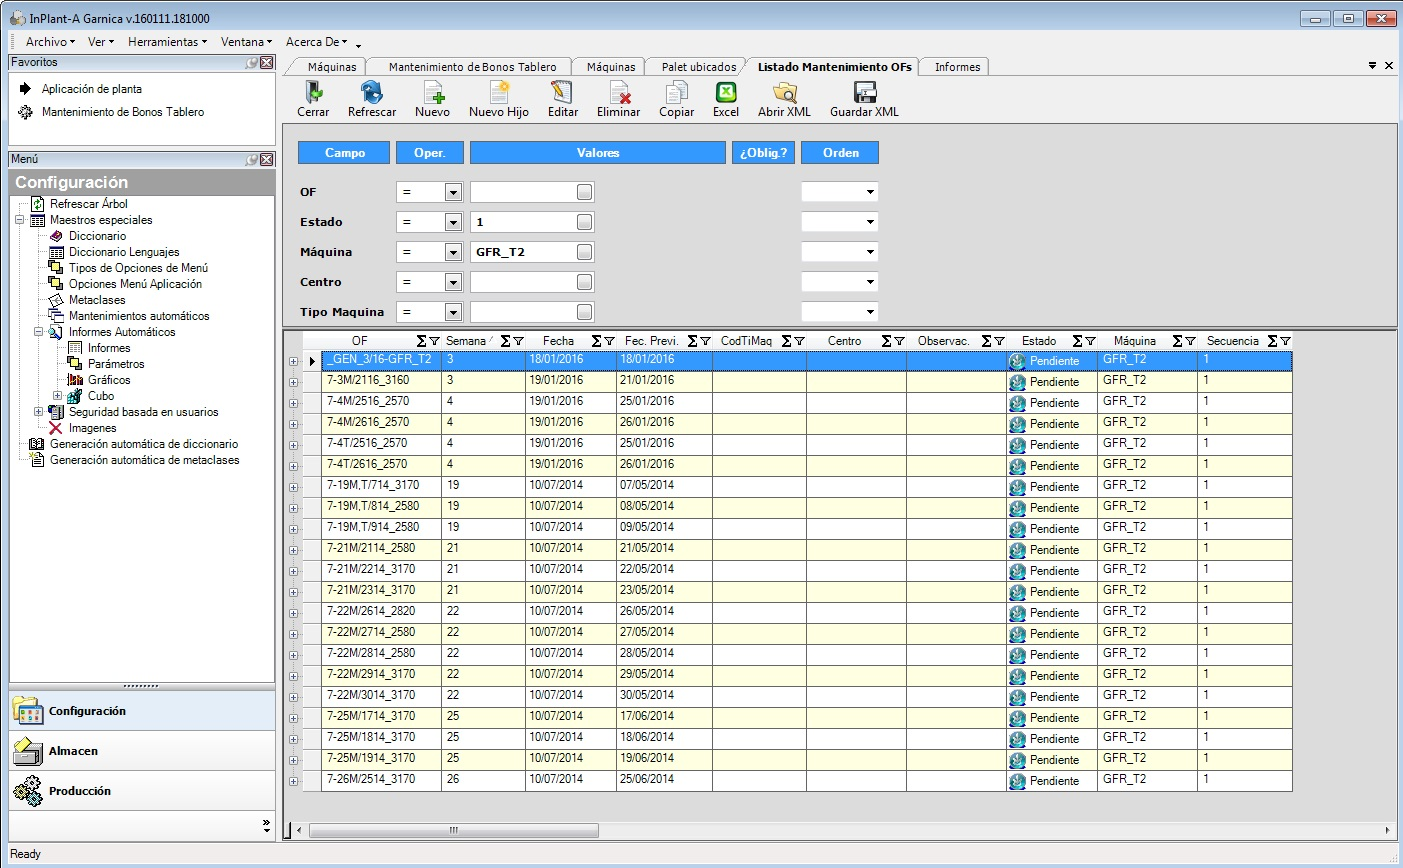 InPlant-A Garnica v.160111.181000
Archivo Ver Herramientas Ventana Acerca De
Favoritos
Aplicación de planta
Mantenimiento de Bonos Tablero
Menú
Configuración
Refrescar Árbol
Maestros especiales
Diccionario
Diccionario Lenguajes
Tipos de Opciones de Menú
Opciones Menú Aplicación
Metaclases
Mantenimientos automáticos
Informes Automáticos
Informes
Parámetros
Gráficos
Cubo
Seguridad basada en usuarios
Imagenes
Generación automática de diccionario
Generación automática de metaclases
Configuración
Almacen
Producción
Máquinas Mantenimiento de Bonos Tablero Máquinas Palet ubicados Listado Mantenimiento OFs Informes
Cerrar Refrescar Nuevo Nuevo Hijo Editar Eliminar Copiar Excel Abrir XML Guardar XML
Campo Oper. Valores ¿Oblig.? Orden
OF =
Estado = 1
Máquina = GFR_T2
Centro =
Tipo Maquina =
OF Semana Fecha Fec. Previ. CodTiMaq Centro Observac. Estado Máquina Secuencia
_GEN_3/16-GFR_T2 3 18/01/2016 18/01/2016 Pendiente GFR_T2 1
7-3M/2116_3160 3 19/01/2016 21/01/2016 Pendiente GFR_T2 1
7-4M/2516_2570 4 19/01/2016 25/01/2016 Pendiente GFR_T2 1
7-4M/2616_2570 4 19/01/2016 26/01/2016 Pendiente GFR_T2 1
7-4T/2516_2570 4 19/01/2016 25/01/2016 Pendiente GFR_T2 1
7-4T/2616_2570 4 19/01/2016 26/01/2016 Pendiente GFR_T2 1
7-19M,T/714_3170 19 10/07/2014 07/05/2014 Pendiente GFR_T2 1
7-19M,T/814_2580 19 10/07/2014 08/05/2014 Pendiente GFR_T2 1
7-19M,T/914_2580 19 10/07/2014 09/05/2014 Pendiente GFR_T2 1
7-21M/2114_2580 21 10/07/2014 21/05/2014 Pendiente GFR_T2 1
7-21M/2214_3170 21 10/07/2014 22/05/2014 Pendiente GFR_T2 1
7-21M/2314_3170 21 10/07/2014 23/05/2014 Pendiente GFR_T2 1
7-22M/2614_2820 22 10/07/2014 26/05/2014 Pendiente GFR_T2 1
7-22M/2714_2580 22 10/07/2014 27/05/2014 Pendiente GFR_T2 1
7-22M/2814_2580 22 10/07/2014 28/05/2014 Pendiente GFR_T2 1
7-22M/2914_3170 22 10/07/2014 29/05/2014 Pendiente GFR_T2 1
7-22M/3014_3170 22 10/07/2014 30/05/2014 Pendiente GFR_T2 1
7-25M/1714_3170 25 10/07/2014 17/06/2014 Pendiente GFR_T2 1
7-25M/1814_3170 25 10/07/2014 18/06/2014 Pendiente GFR_T2 1
7-25M/1914_3170 25 10/07/2014 19/06/2014 Pendiente GFR_T2 1
7-26M/2514_3170 26 10/07/2014 25/06/2014 Pendiente GFR_T2 1
Ready